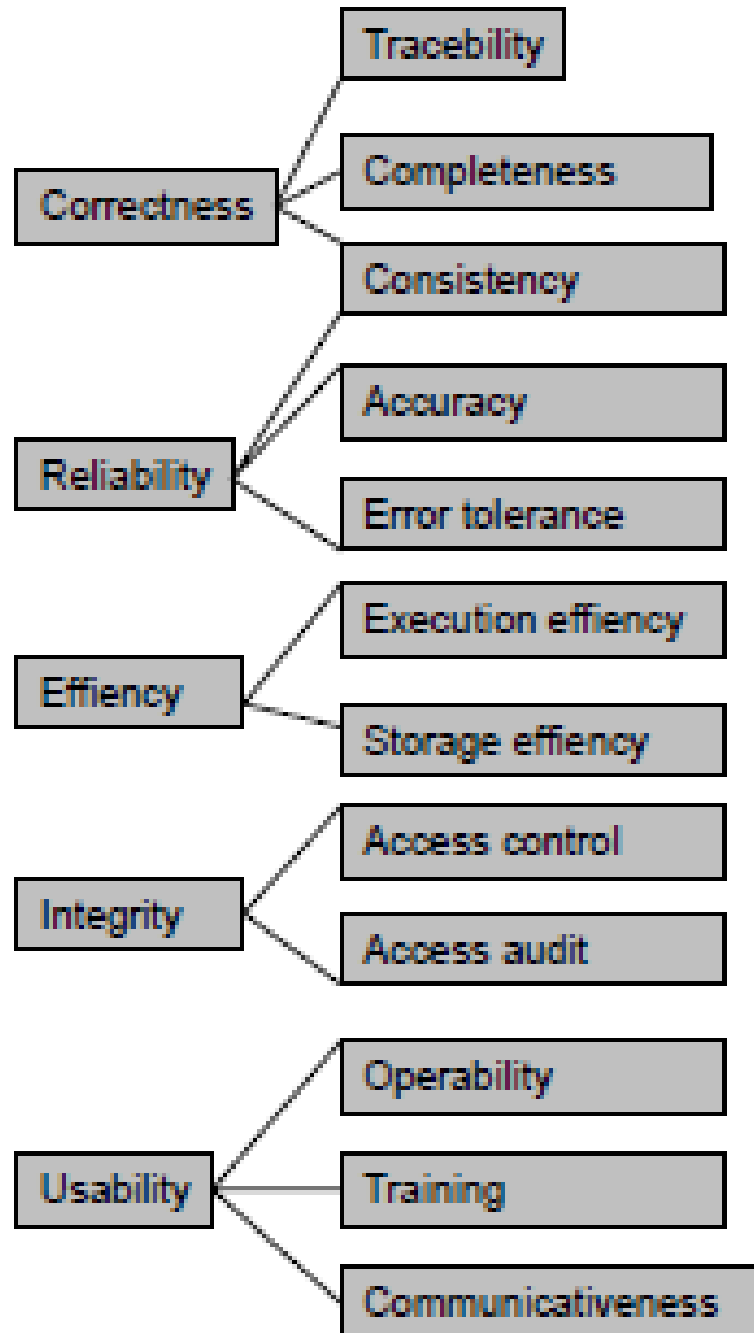 Tracebility
Completeness
Correctness
Consistency
Accuracy
Reliability
Error tolerance
Execution effiency
Effiency
Storage effiency
Access control
Integrity
Access audit
Operability
Usability
Training
Communicativeness